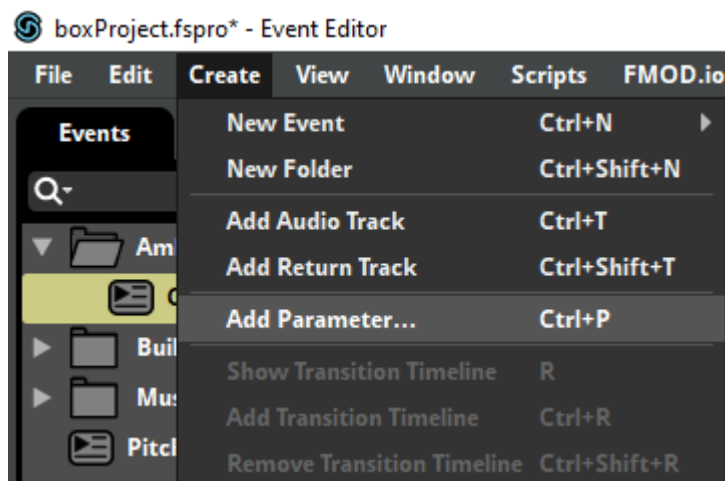 boxProject.fspro* - Event Editor
File Edit Create View Window Scripts FMOD.io
Events
New Event Ctrl+N
New Folder Ctrl+Shift+N
Add Audio Track Ctrl+T
Add Return Track Ctrl+Shift+T
Add Parameter... Ctrl+P
Show Transition Timeline R
Add Transition Timeline Ctrl+R
Remove Transition Timeline Ctrl+Shift+R